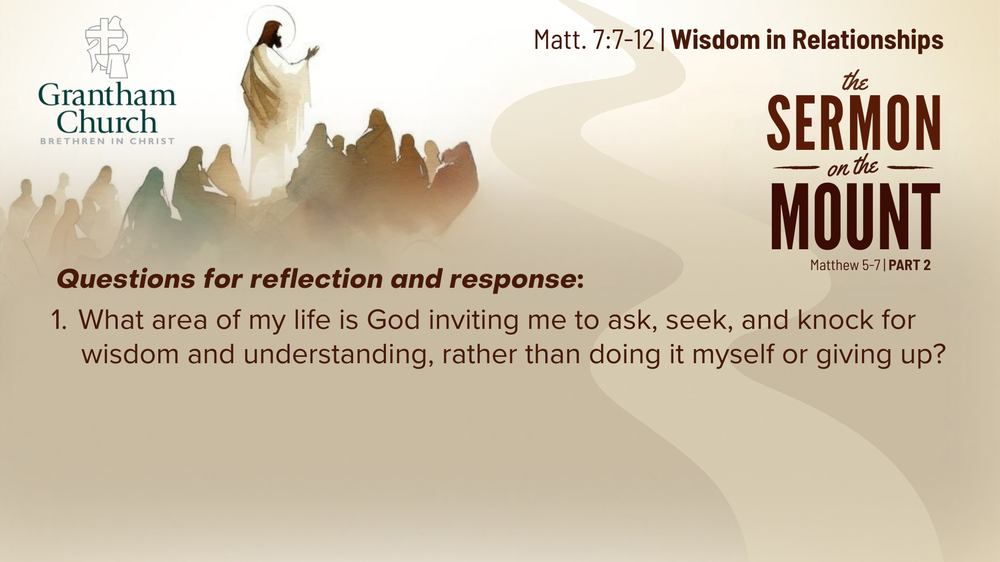 Grantham
Church
BRETHREN IN CHRIST
Matt. 7:7-12 | Wisdom in Relationships
the
SERMON
on the
MOUNT
Matthew 5-7 | PART 2
Questions for reflection and response:
1. What area of my life is God inviting me to ask, seek, and knock for
wisdom and understanding, rather than doing it myself or giving up?